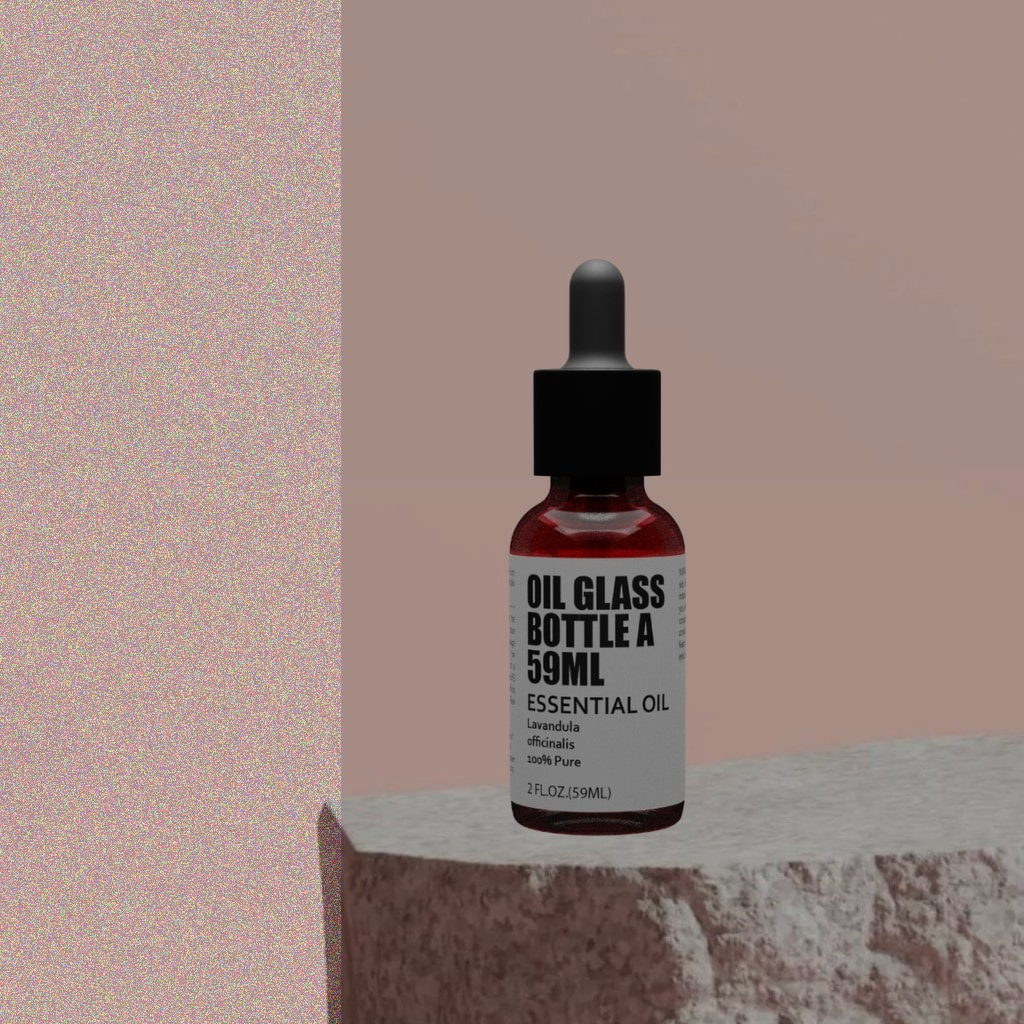 OIL GLASS
BOTTLE A
59ML
ESSENTIAL OIL
Lavandula
officinalis
100% Pure
2 FL.OZ.(59ML)